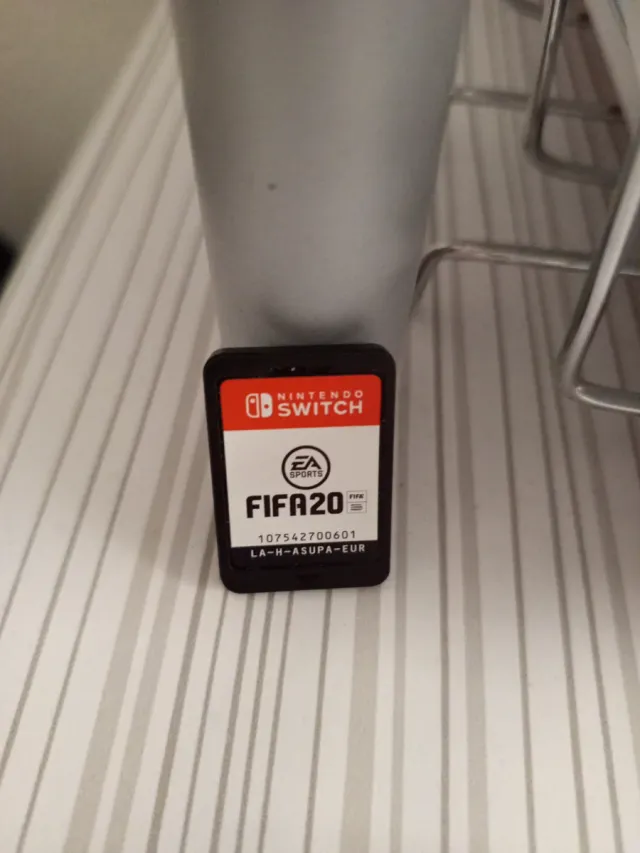 NINTENDO
SWITCH
EA
SPORTS
FIFA20
FIFA
107542700601
LA-H-ASUPA-EUR